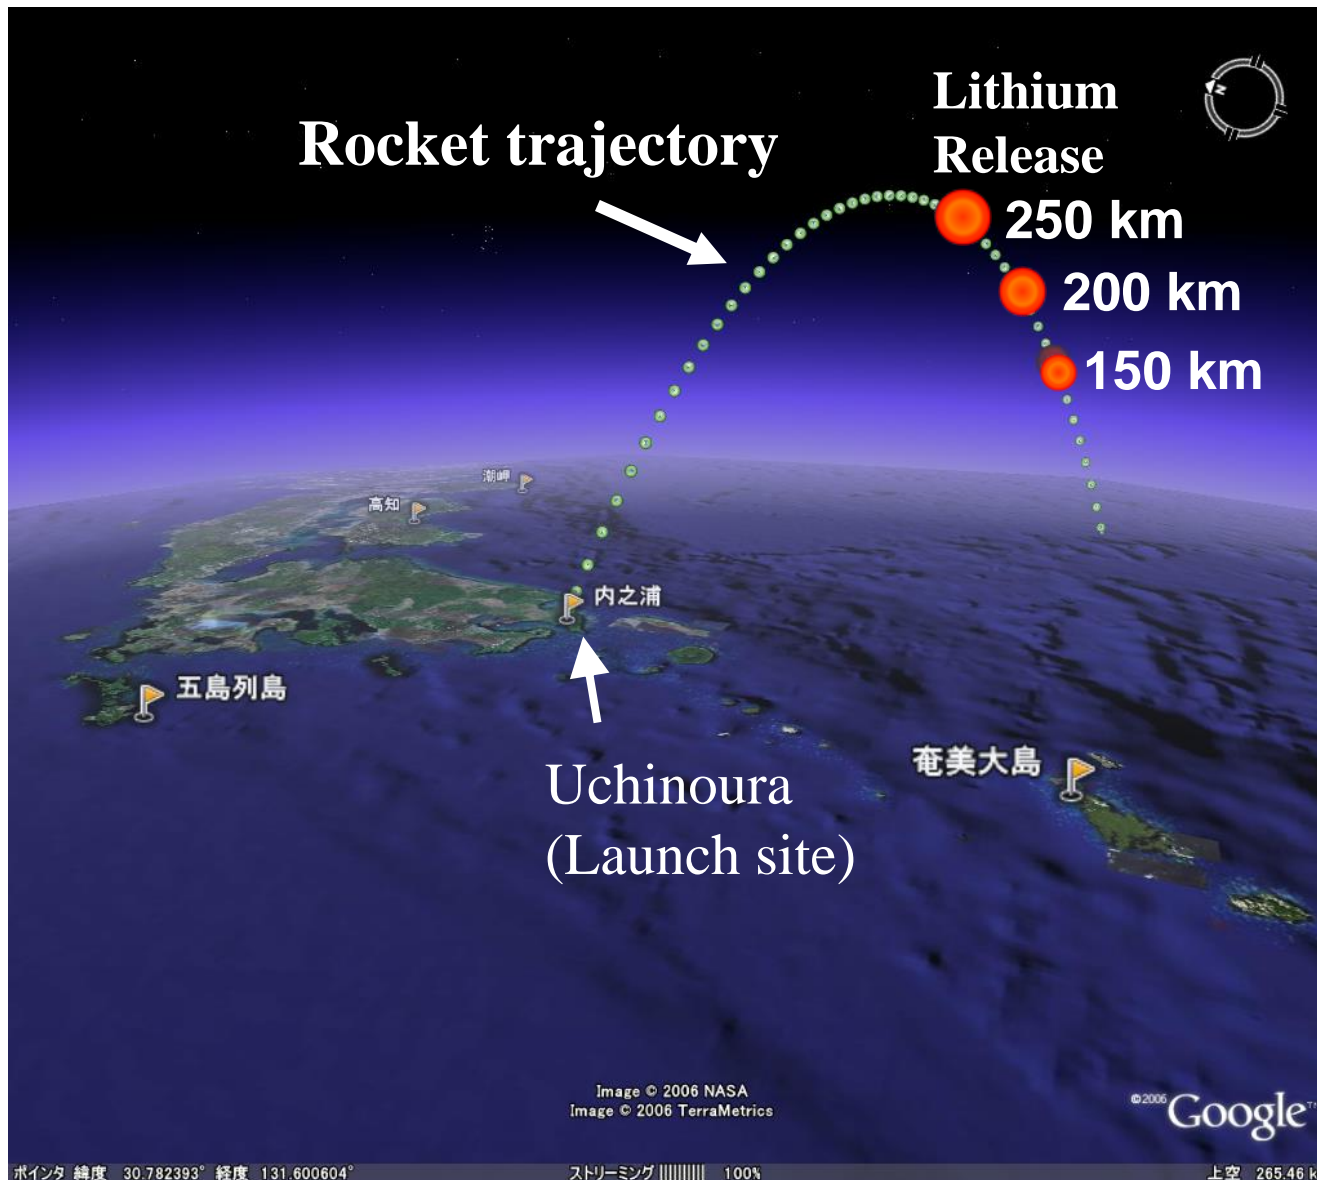 Lithium
Release
Rocket trajectory
250 km
200 km
150 km
潮岬
高知
内之浦
五島列島
奄美大島
Uchinoura
(Launch site)
Image © 2006 NASA
Image © 2006 TerraMetrics
©2006 Google™
ポインタ 緯度 30.782393° 経度 131.600604° ストリーミング ||||||||| 100% 上空 265.46 k
N